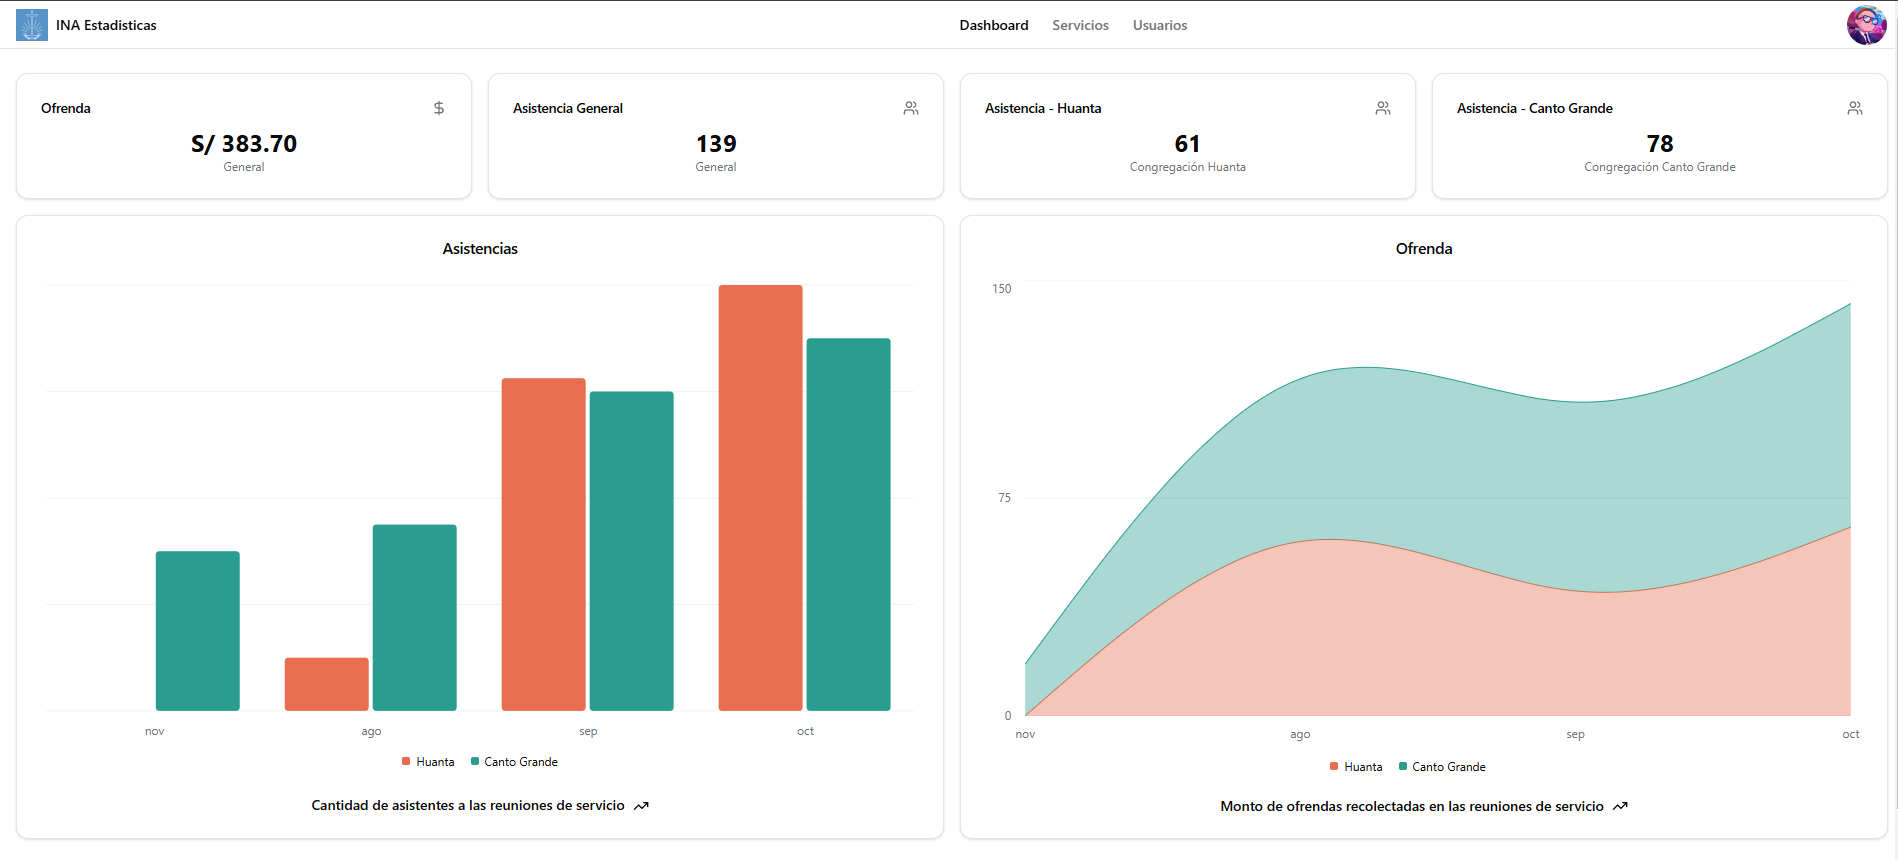 INA Estadisticas
Dashboard Servicios Usuarios
Ofrenda
S/ 383.70
General
Asistencia General
139
General
Asistencia - Huanta
61
Congregación Huanta
Asistencia - Canto Grande
78
Congregación Canto Grande
Asistencias
nov ago sep oct
Huanta Canto Grande
Cantidad de asistentes a las reuniones de servicio
Ofrenda
150
75
0
nov ago sep oct
Huanta Canto Grande
Monto de ofrendas recolectadas en las reuniones de servicio